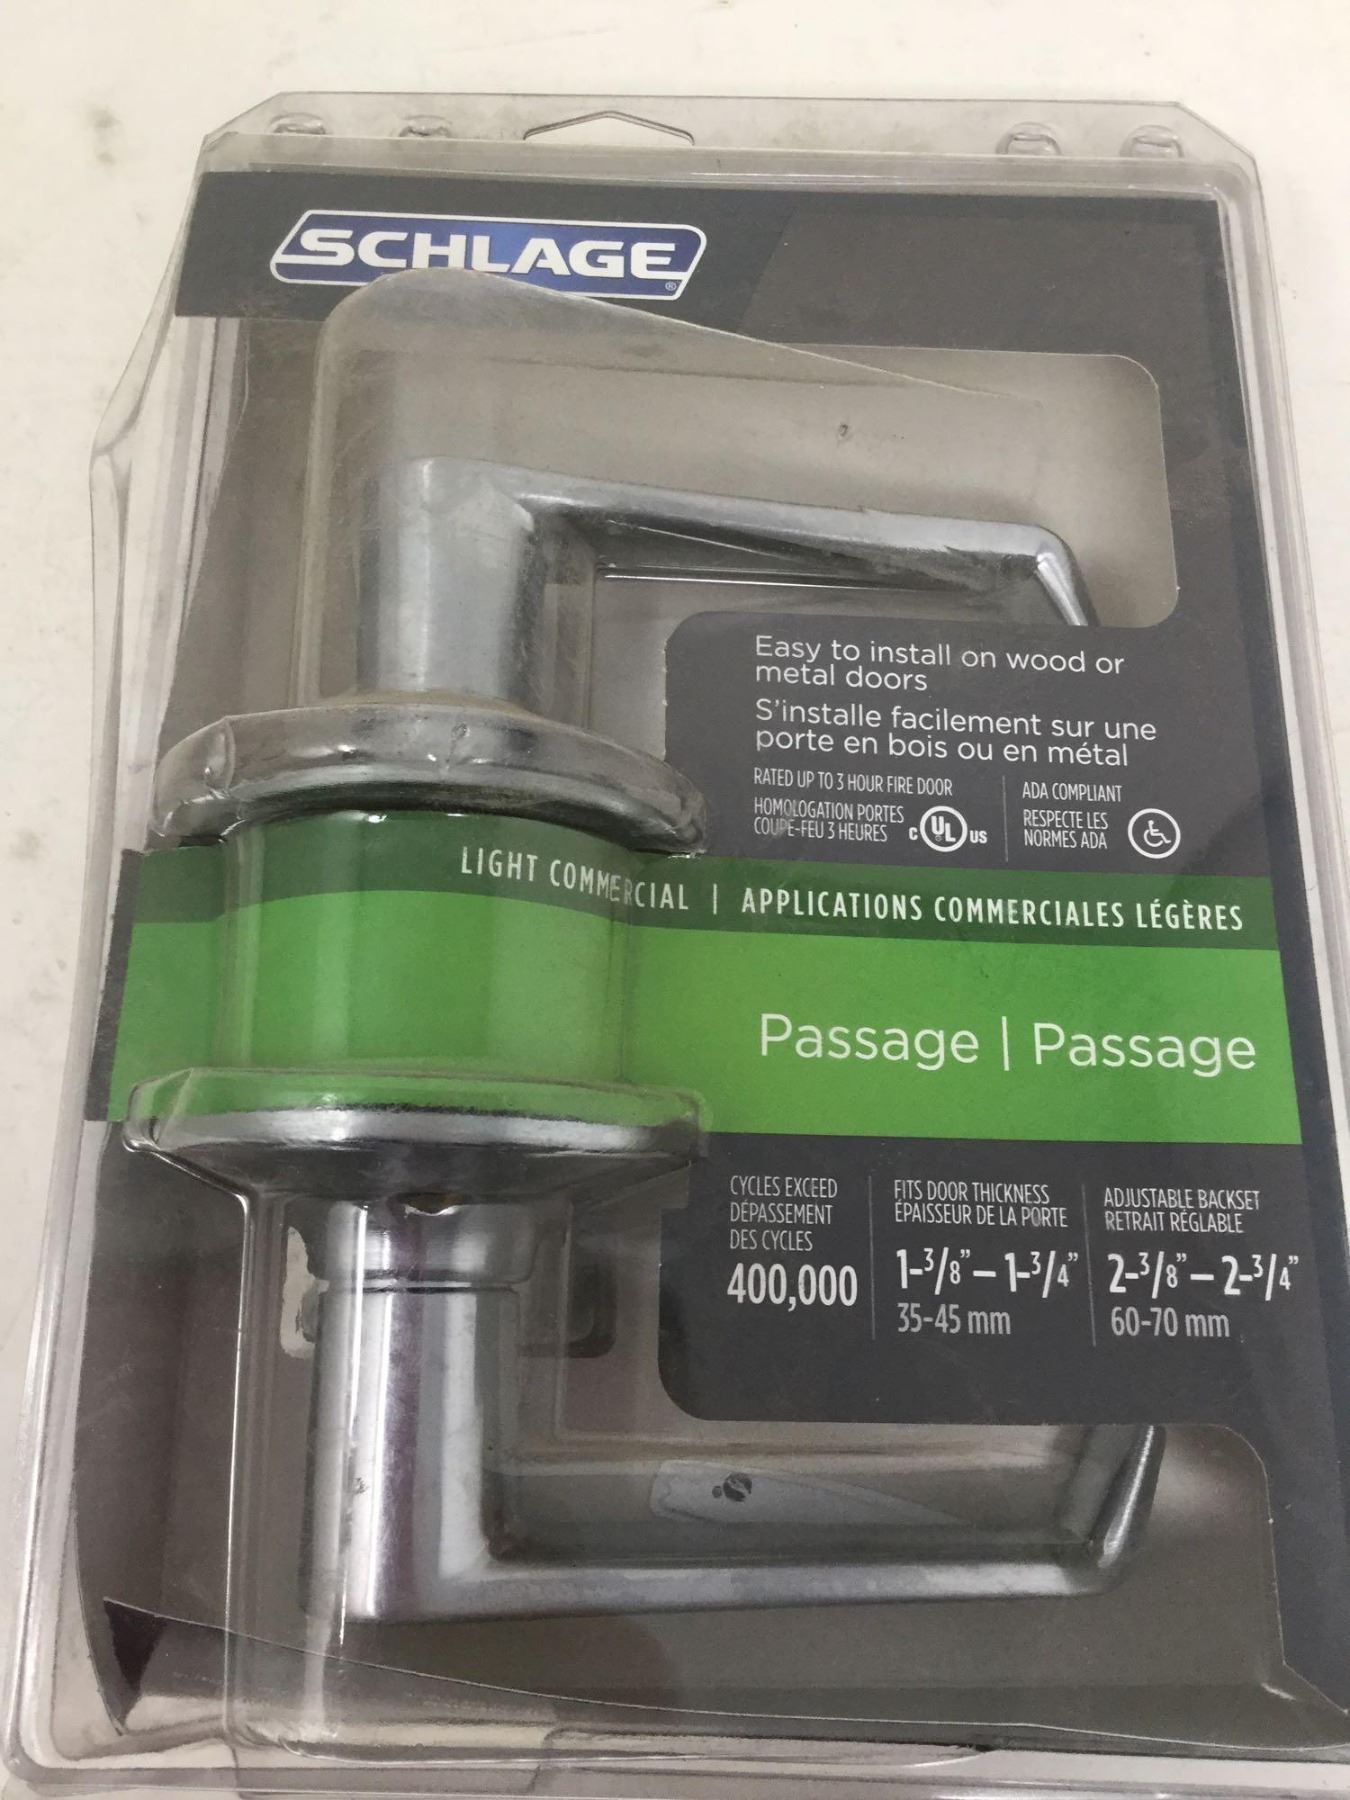 SCHLAGE®
Easy to install on wood or
metal doors
S'installe facilement sur une
porte en bois ou en métal
RATED UP TO 3 HOUR FIRE DOOR
HOMOLOGATION PORTES
COUPE-FEU 3 HEURES
C UL US
ADA COMPLIANT
RESPECTE LES
NORMES ADA
LIGHT COMMERCIAL | APPLICATIONS COMMERCIALES LÉGÈRES
Passage | Passage
CYCLES EXCEED
DÉPASSEMENT
DES CYCLES
400,000
FITS DOOR THICKNESS
ÉPAISSEUR DE LA PORTE
1-3/8" – 1-3/4"
35-45 mm
ADJUSTABLE BACKSET
RETRAIT RÉGLABLE
2-3/8" – 2-3/4"
60-70 mm